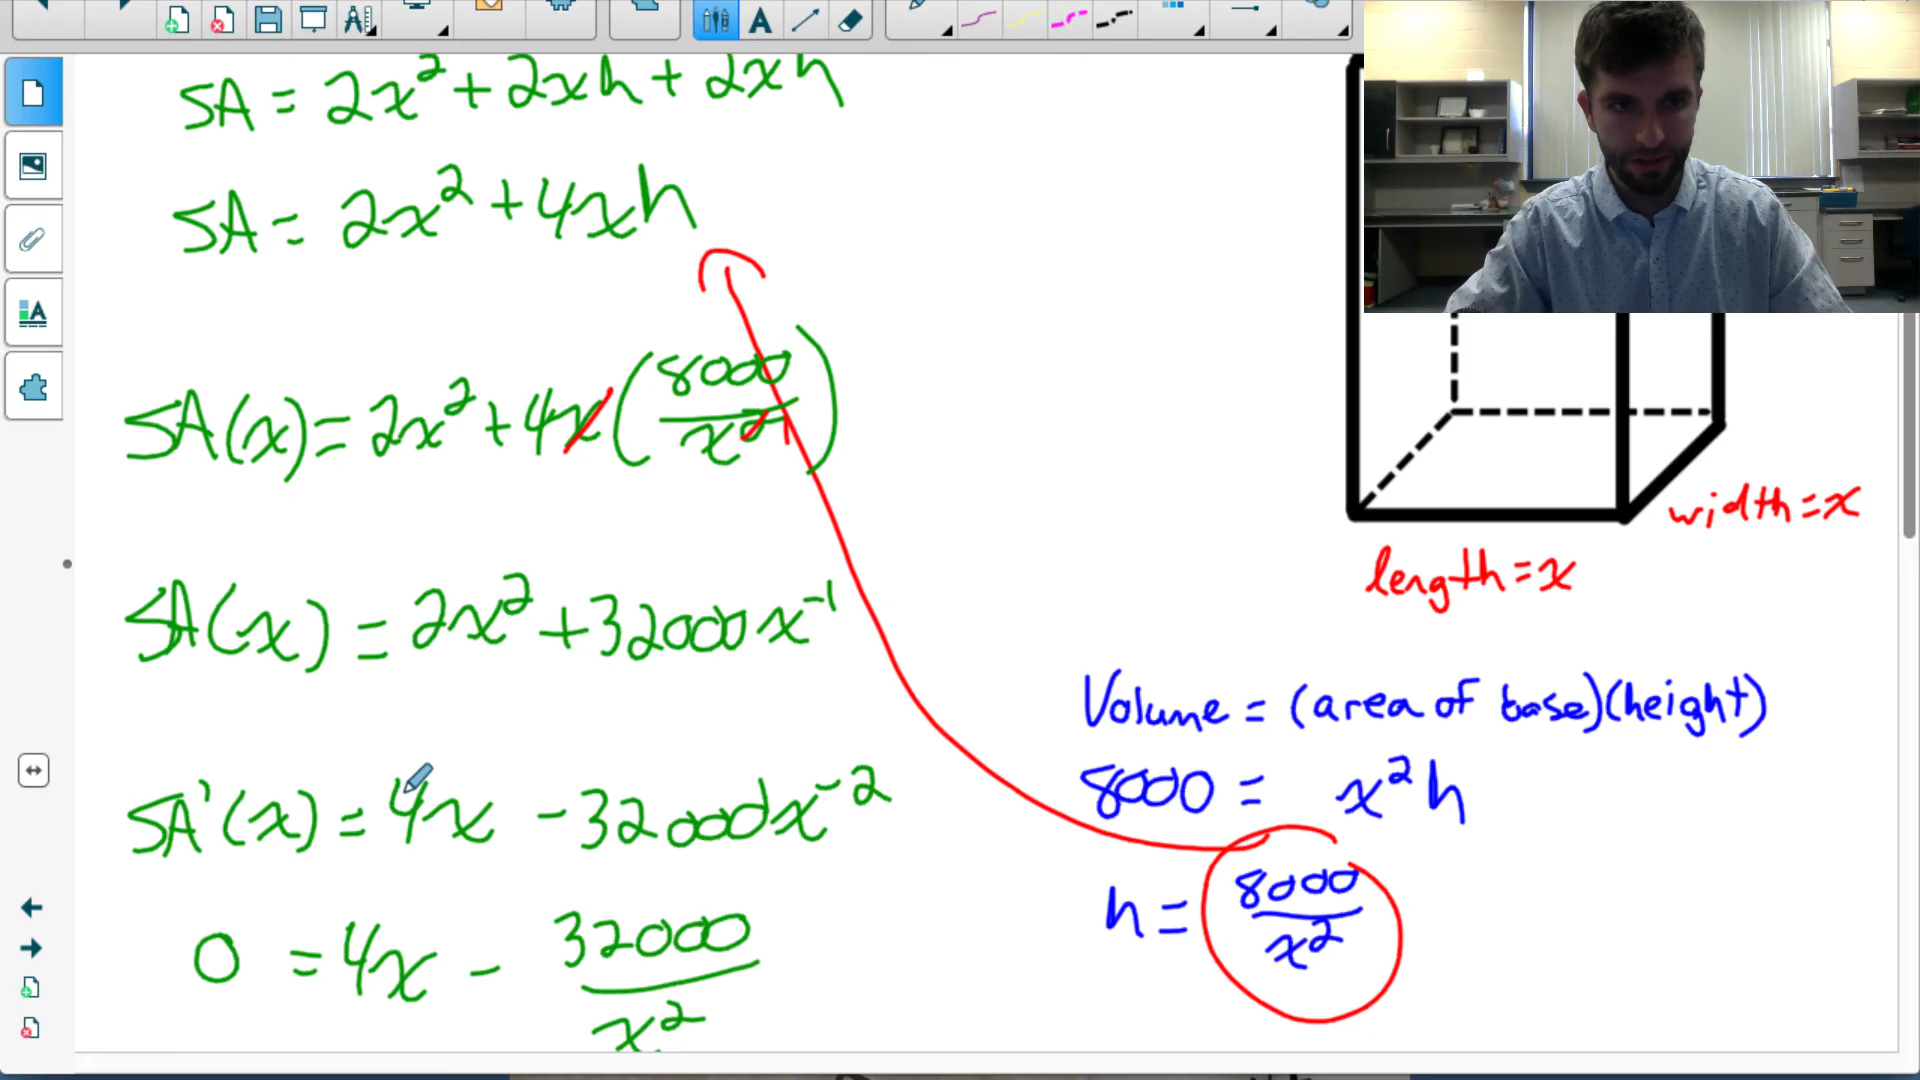 SA = 2x² + 2xh + 2xh
SA = 2x² + 4xh
SA(x) = 2x² + 4x(8000/x²)
SA(x) = 2x² + 32000x⁻¹
SA'(x) = 4x - 32000x⁻²
0 = 4x - 32000/x²
width = x
length = x
Volume = (area of base)(height)
8000 = x²h
h = 8000/x²